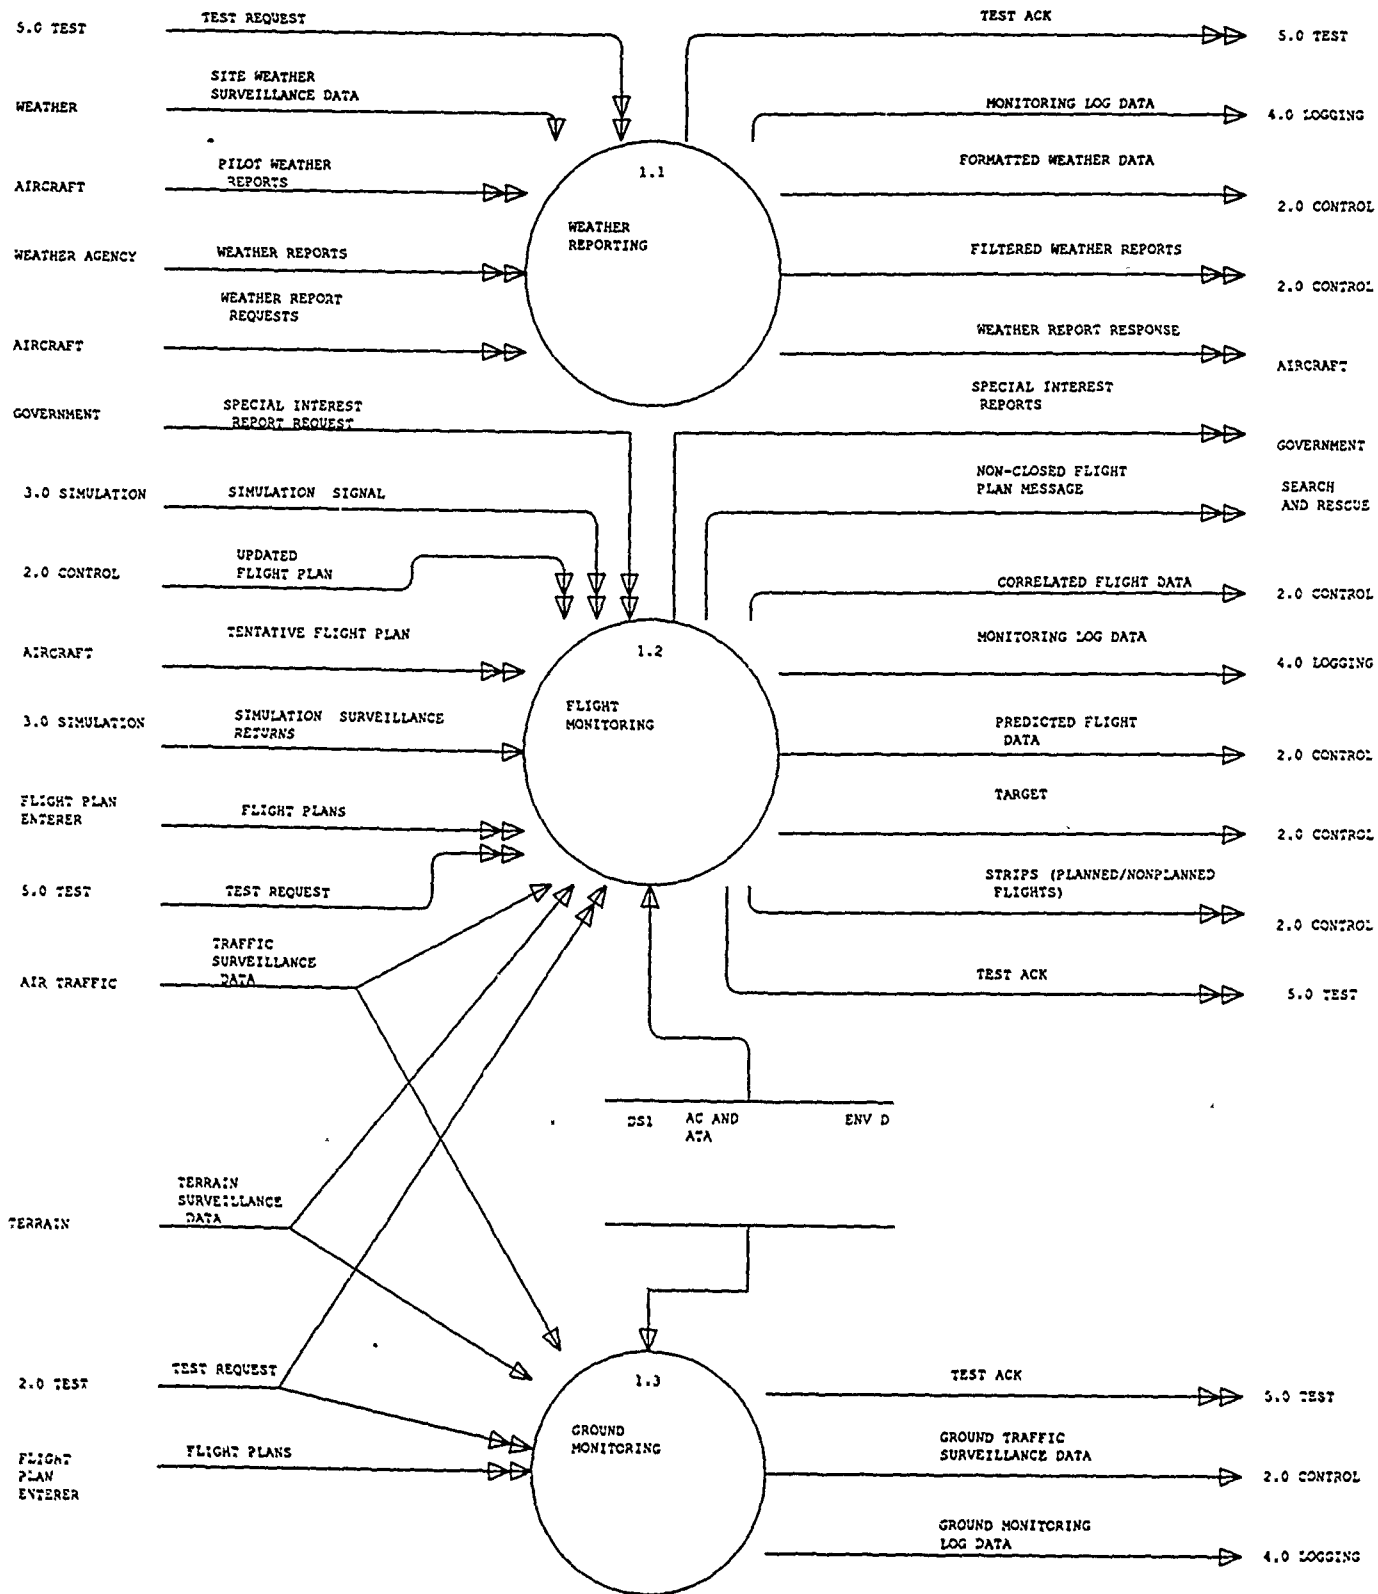 5.0 TEST
TEST REQUEST
TEST ACK
5.0 TEST
WEATHER
SITE WEATHER
SURVEILLANCE DATA
MONITORING LOG DATA
4.0 LOGGING
AIRCRAFT
PILOT WEATHER
REPORTS
1.1
WEATHER
REPORTING
FORMATTED WEATHER DATA
2.0 CONTROL
WEATHER AGENCY
WEATHER REPORTS
FILTERED WEATHER REPORTS
2.0 CONTROL
AIRCRAFT
WEATHER REPORT
REQUESTS
WEATHER REPORT RESPONSE
AIRCRAFT
GOVERNMENT
SPECIAL INTEREST
REPORT REQUEST
SPECIAL INTEREST
REPORTS
GOVERNMENT
3.0 SIMULATION
SIMULATION SIGNAL
NON-CLOSED FLIGHT
PLAN MESSAGE
SEARCH
AND RESCUE
2.0 CONTROL
UPDATED
FLIGHT PLAN
CORRELATED FLIGHT DATA
2.0 CONTROL
AIRCRAFT
TENTATIVE FLIGHT PLAN
1.2
FLIGHT
MONITORING
MONITORING LOG DATA
4.0 LOGGING
3.0 SIMULATION
SIMULATION SURVEILLANCE
RETURNS
PREDICTED FLIGHT
DATA
2.0 CONTROL
FLIGHT PLAN
ENTERER
FLIGHT PLANS
TARGET
2.0 CONTROL
5.0 TEST
TEST REQUEST
STRIPS (PLANNED/NONPLANNED
FLIGHTS)
2.0 CONTROL
AIR TRAFFIC
TRAFFIC
SURVEILLANCE
DATA
TEST ACK
5.0 TEST
DS1 AC AND ENV D
ATA
TERRAIN
TERRAIN
SURVEILLANCE
DATA
2.0 TEST
TEST REQUEST
1.3
GROUND
MONITORING
TEST ACK
5.0 TEST
FLIGHT
PLAN
ENTERER
FLIGHT PLANS
GROUND TRAFFIC
SURVEILLANCE DATA
2.0 CONTROL
GROUND MONITORING
LOG DATA
4.0 LOGGING